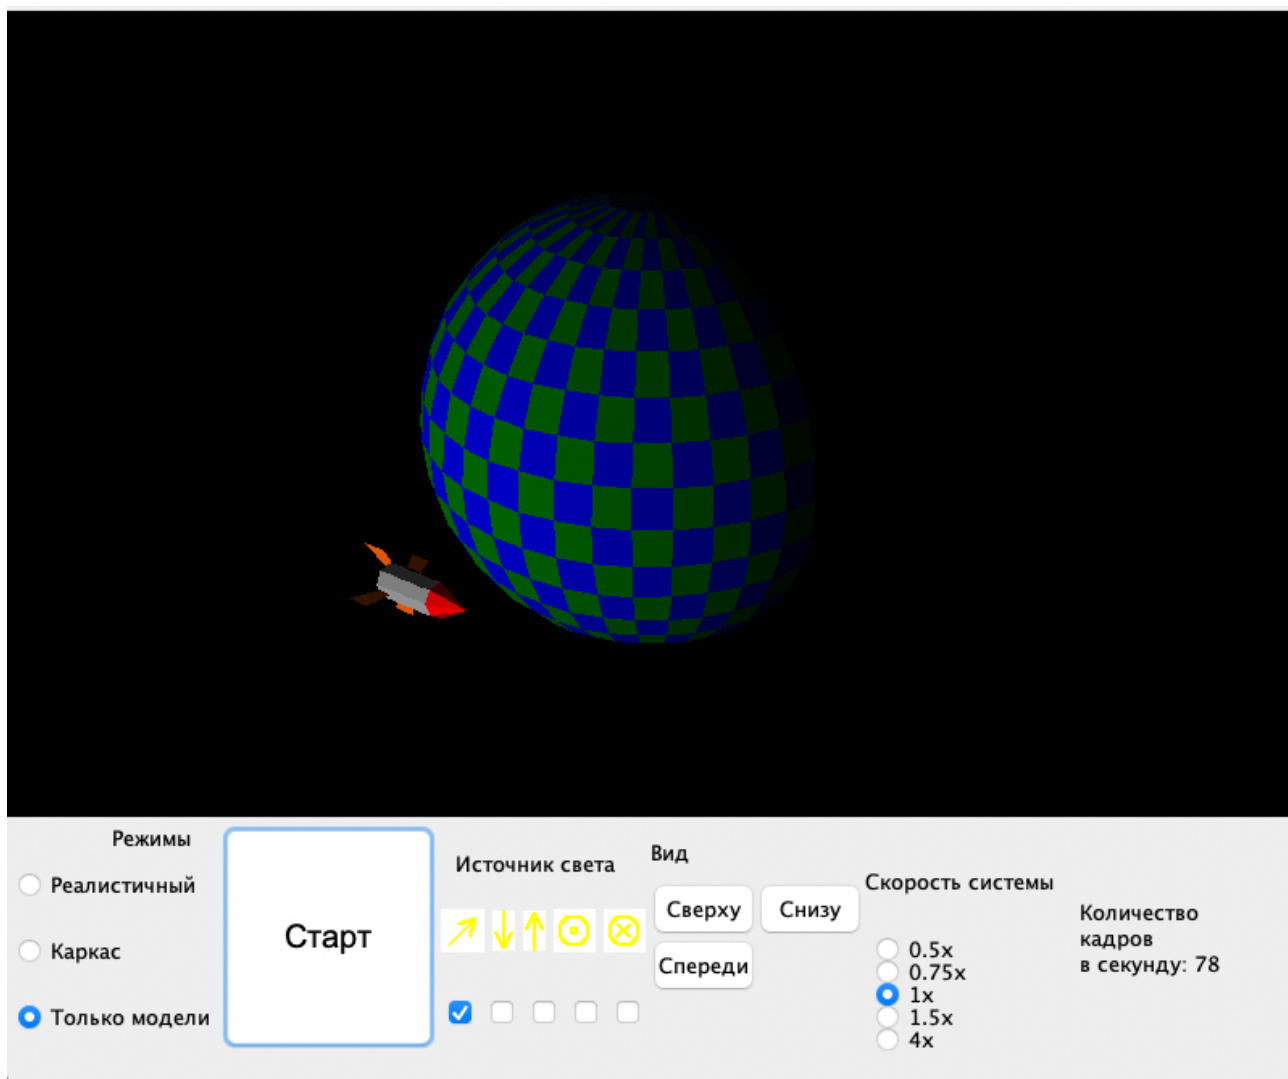 Режимы
Реалистичный
Каркас
Только модели
Старт
Источник света
Вид
Сверху
Снизу
Спереди
Скорость системы
0.5x
0.75x
1x
1.5x
4x
Количество
кадров
в секунду: 78